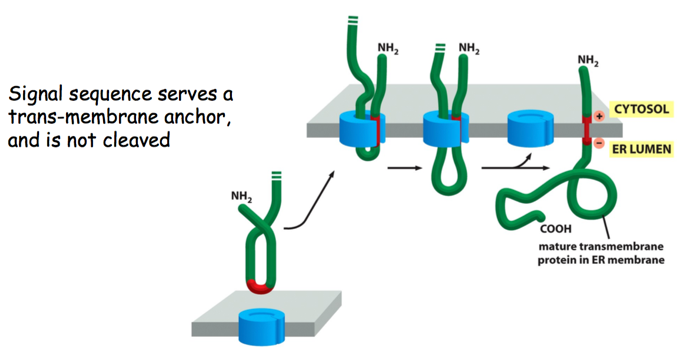 Signal sequence serves a
trans-membrane anchor,
and is not cleaved
NH₂
NH₂
NH₂
NH₂
+
CYTOSOL
−
ER LUMEN
COOH
mature transmembrane
protein in ER membrane